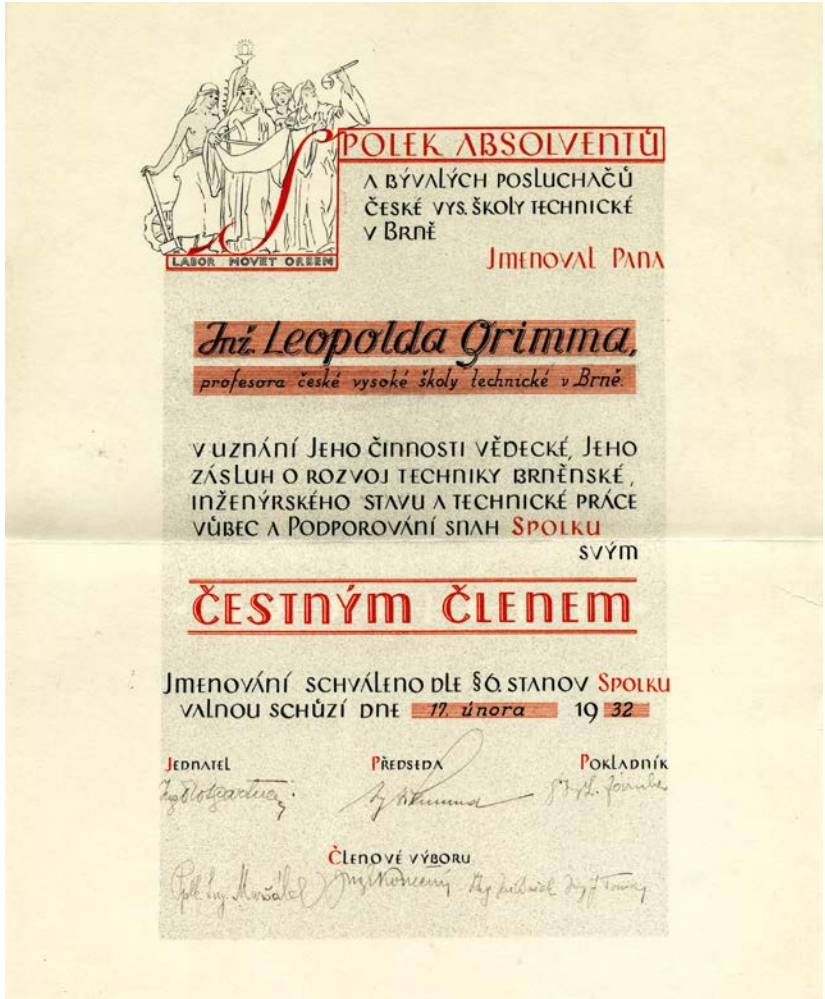 SPOLEK ABSOLVENTŮ
A BÝVALÝCH POSLUCHAČŮ
ČESKÉ VYS. ŠKOLY TECHNICKÉ
V BRNĚ
LABOR MOVET ORBEM
JMENOVAL PANA
Inž. Leopolda Grimma,
profesora české vysoké školy technické v Brně.
V UZNÁNÍ JEHO ČINNOSTI VĚDECKÉ, JEHO
ZÁSLUH O ROZVOJ TECHNIKY BRNĚNSKÉ,
INŽENÝRSKÉHO STAVU A TECHNICKÉ PRÁCE
VŮBEC A PODPOROVÁNÍ SNAH SPOLKU
SVÝM
ČESTNÝM ČLENEM
JMENOVÁNÍ SCHVÁLENO DLE §6. STANOV SPOLKU
VALNOU SCHŮZÍ DNE 17. února 1932
JEDNATEL PŘEDSEDA POKLADNÍK
ČLENOVÉ VÝBORU